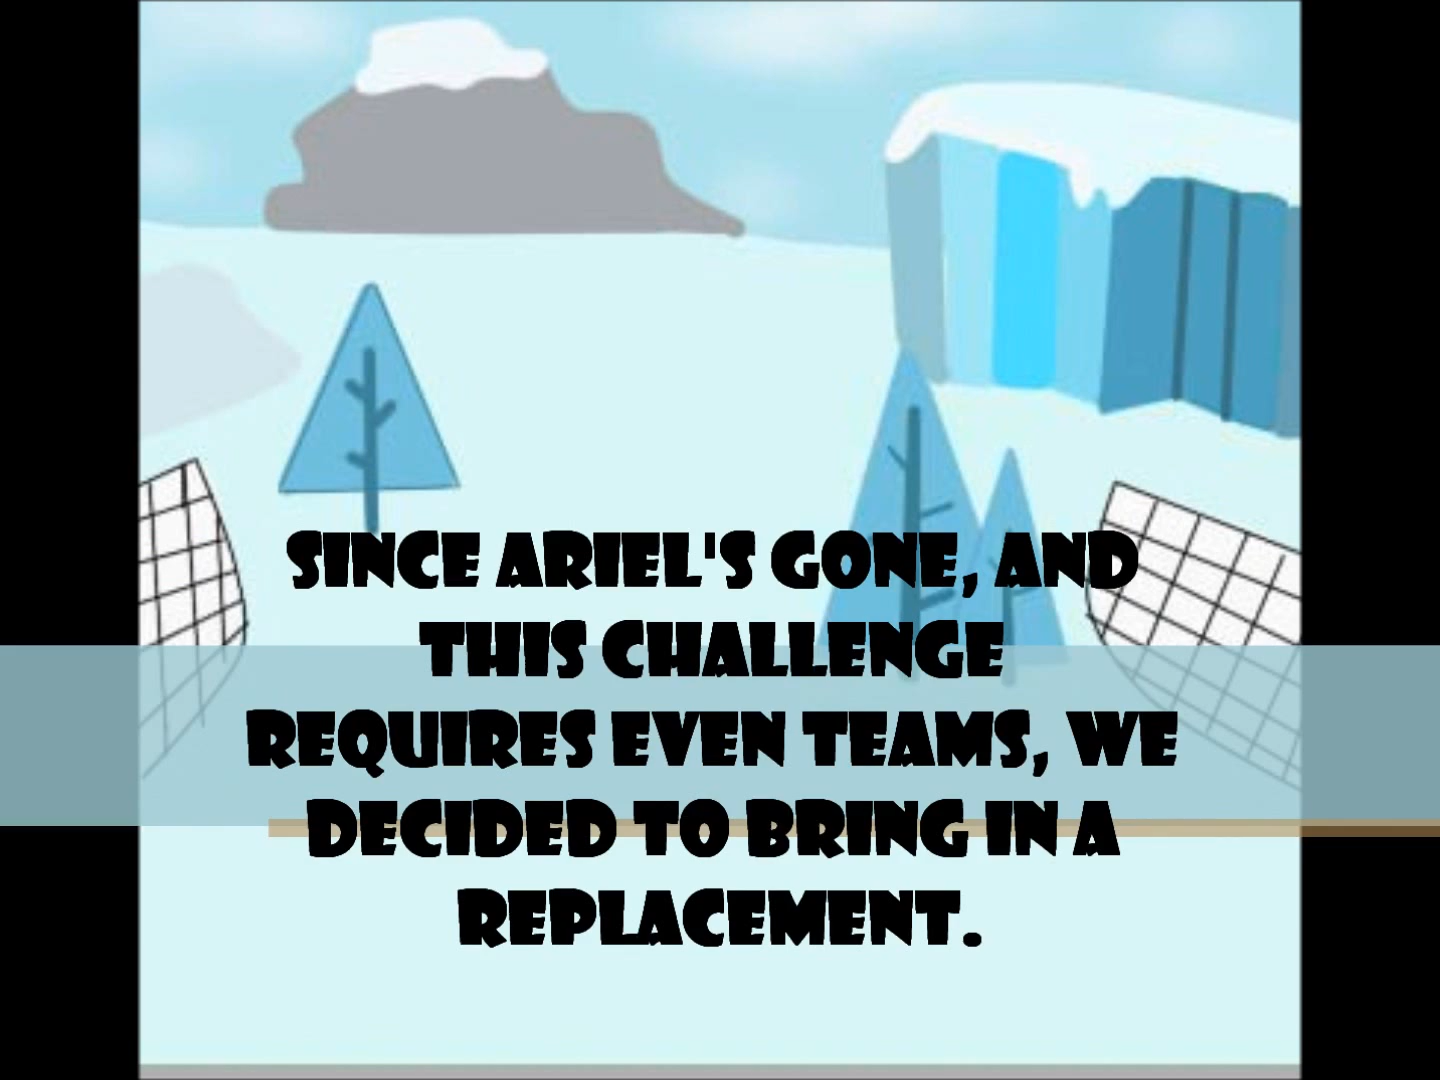 SINCE ARIEL'S GONE, AND
THIS CHALLENGE
REQUIRES EVEN TEAMS, WE
DECIDED TO BRING IN A
REPLACEMENT.